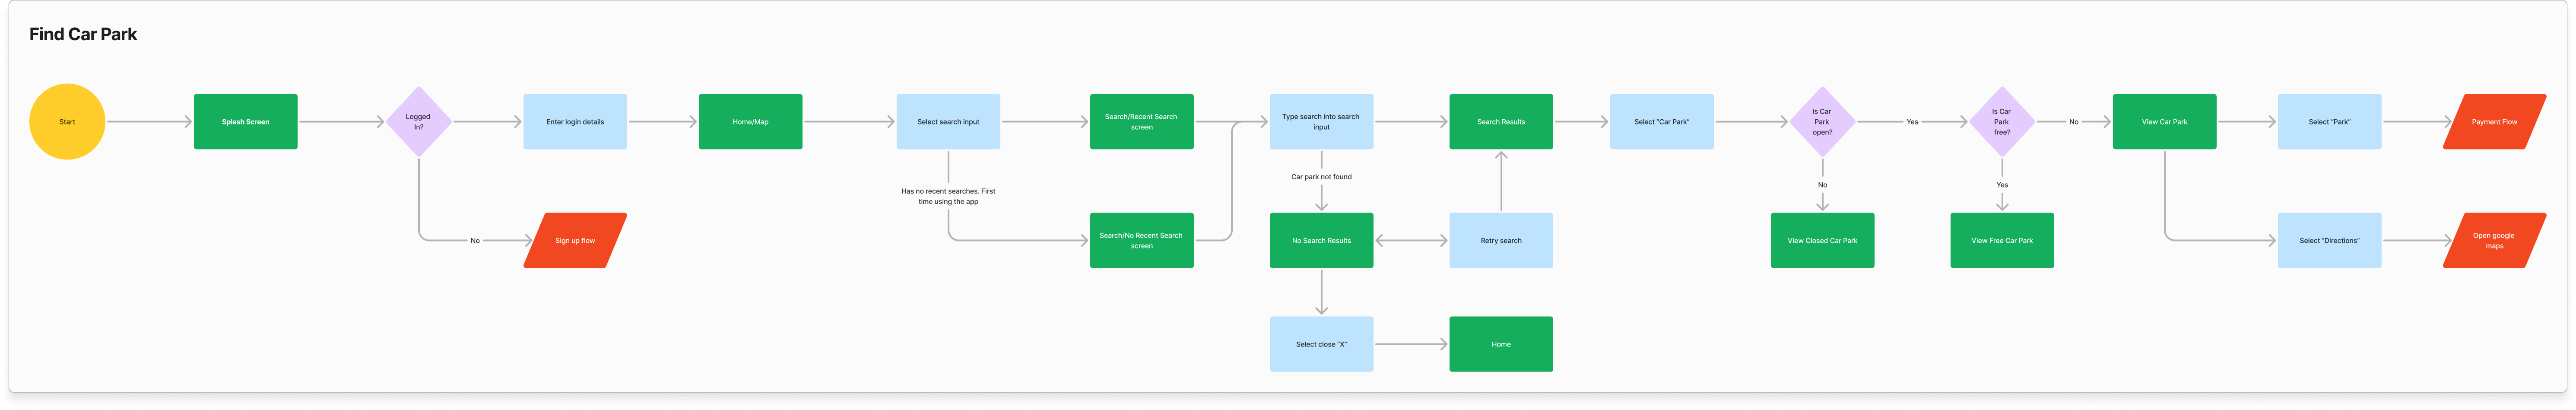 Find Car Park
Start
Splash Screen
Logged
In?
Enter login details
Home/Map
Select search input
Search/Recent Search
screen
Type search into search
input
Search Results
Select "Car Park"
Is Car
Park
open?
Yes
Is Car
Park
free?
No
View Car Park
Select "Park"
Payment Flow
Car park not found
No
Yes
Has no recent searches. First
time using the app
No
Sign up flow
Search/No Recent Search
screen
No Search Results
Retry search
View Closed Car Park
View Free Car Park
Select "Directions"
Open google
maps
Select close "X"
Home